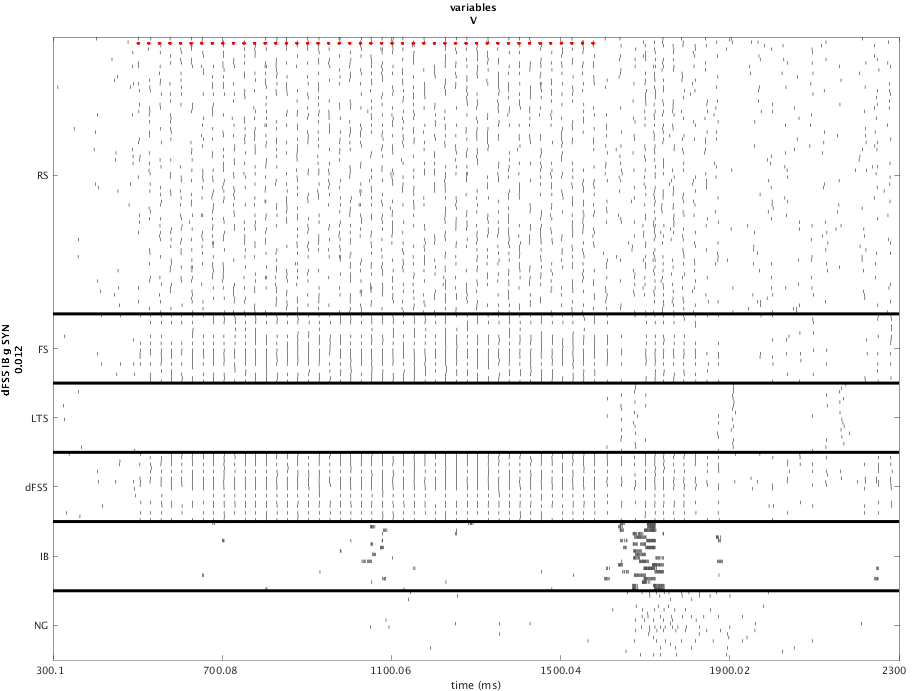 variables
V
RS
FS
LTS
dFS5
IB
NG
dFS5 IB g SYN
0.012
300.1 700.08 1100.06 1500.04 1900.02 2300
time (ms)